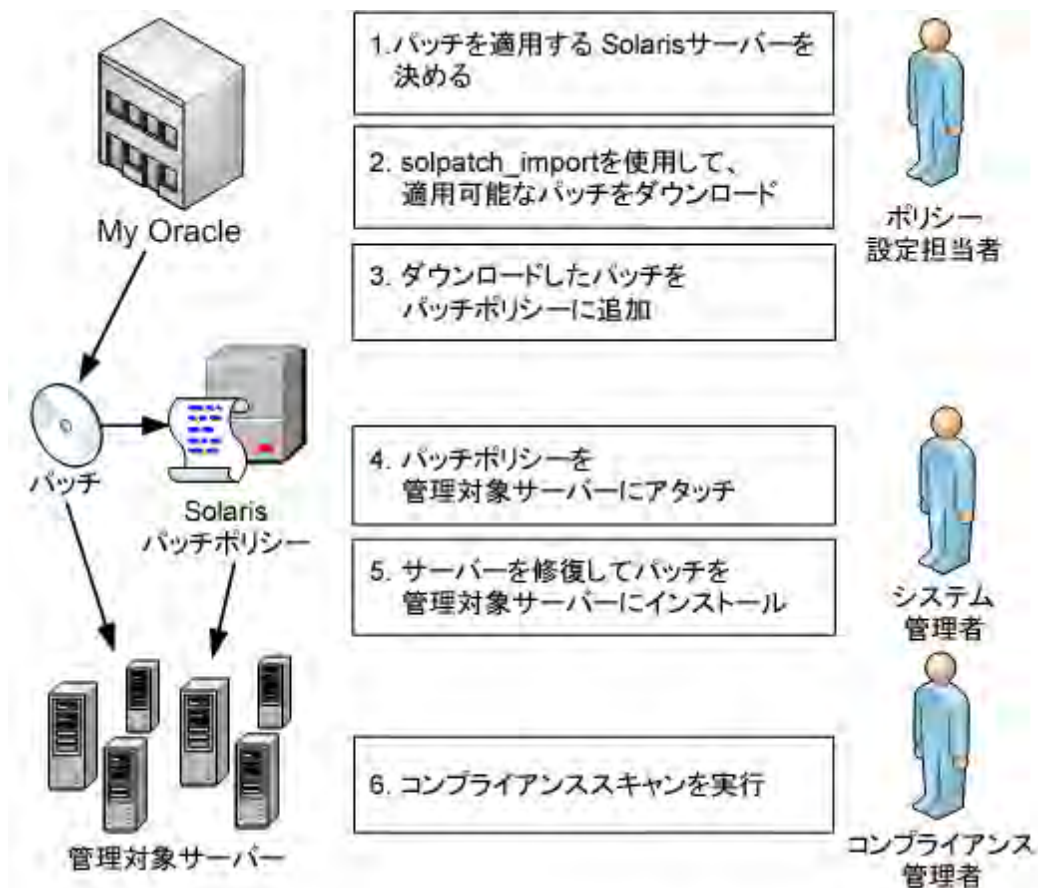 1.パッチを適用する Solarisサーバーを
決める
2. solpatch_importを使用して、
適用可能なパッチをダウンロード
My Oracle
ポリシー
設定担当者
3. ダウンロードしたパッチを
パッチポリシーに追加
パッチ
Solaris
パッチポリシー
4. パッチポリシーを
管理対象サーバーにアタッチ
5. サーバーを修復してパッチを
管理対象サーバーにインストール
システム
管理者
6. コンプライアンススキャンを実行
管理対象サーバー
コンプライアンス
管理者